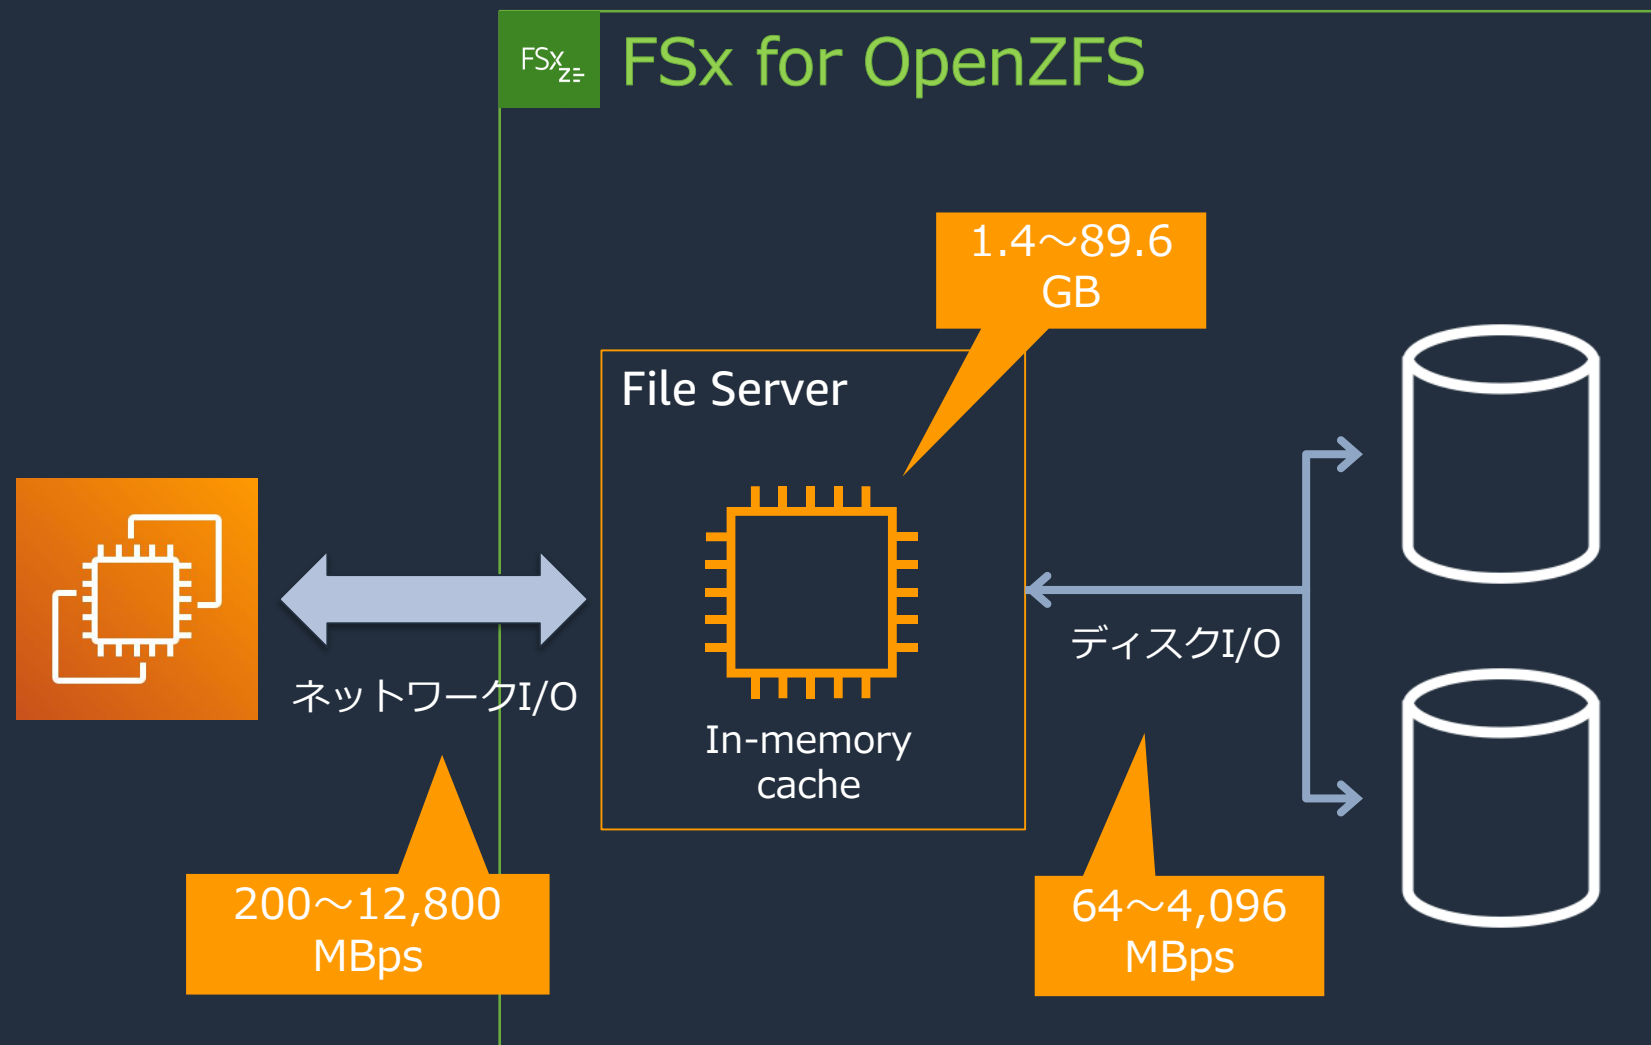 FSx
Z
FSx for OpenZFS
1.4～89.6
GB
File Server
ネットワークI/O
In-memory
cache
ディスクI/O
200～12,800
MBps
64～4,096
MBps